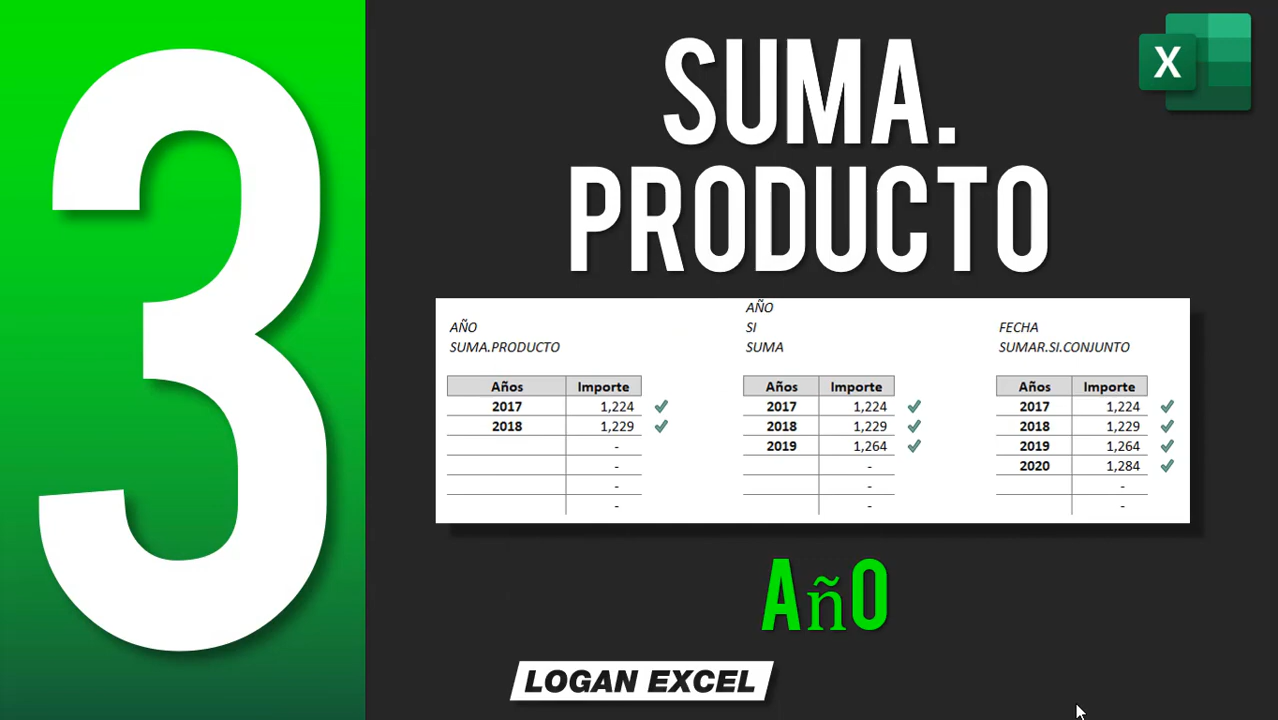 3
SUMA.
PRODUCTO
X
AÑO
SUMA.PRODUCTO
Años Importe
2017 1,224
2018 1,229
-
-
-
-
AÑO
SI
SUMA
Años Importe
2017 1,224
2018 1,229
2019 1,264
-
-
-
FECHA
SUMAR.SI.CONJUNTO
Años Importe
2017 1,224
2018 1,229
2019 1,264
2020 1,284
-
-
AñO
LOGAN EXCEL